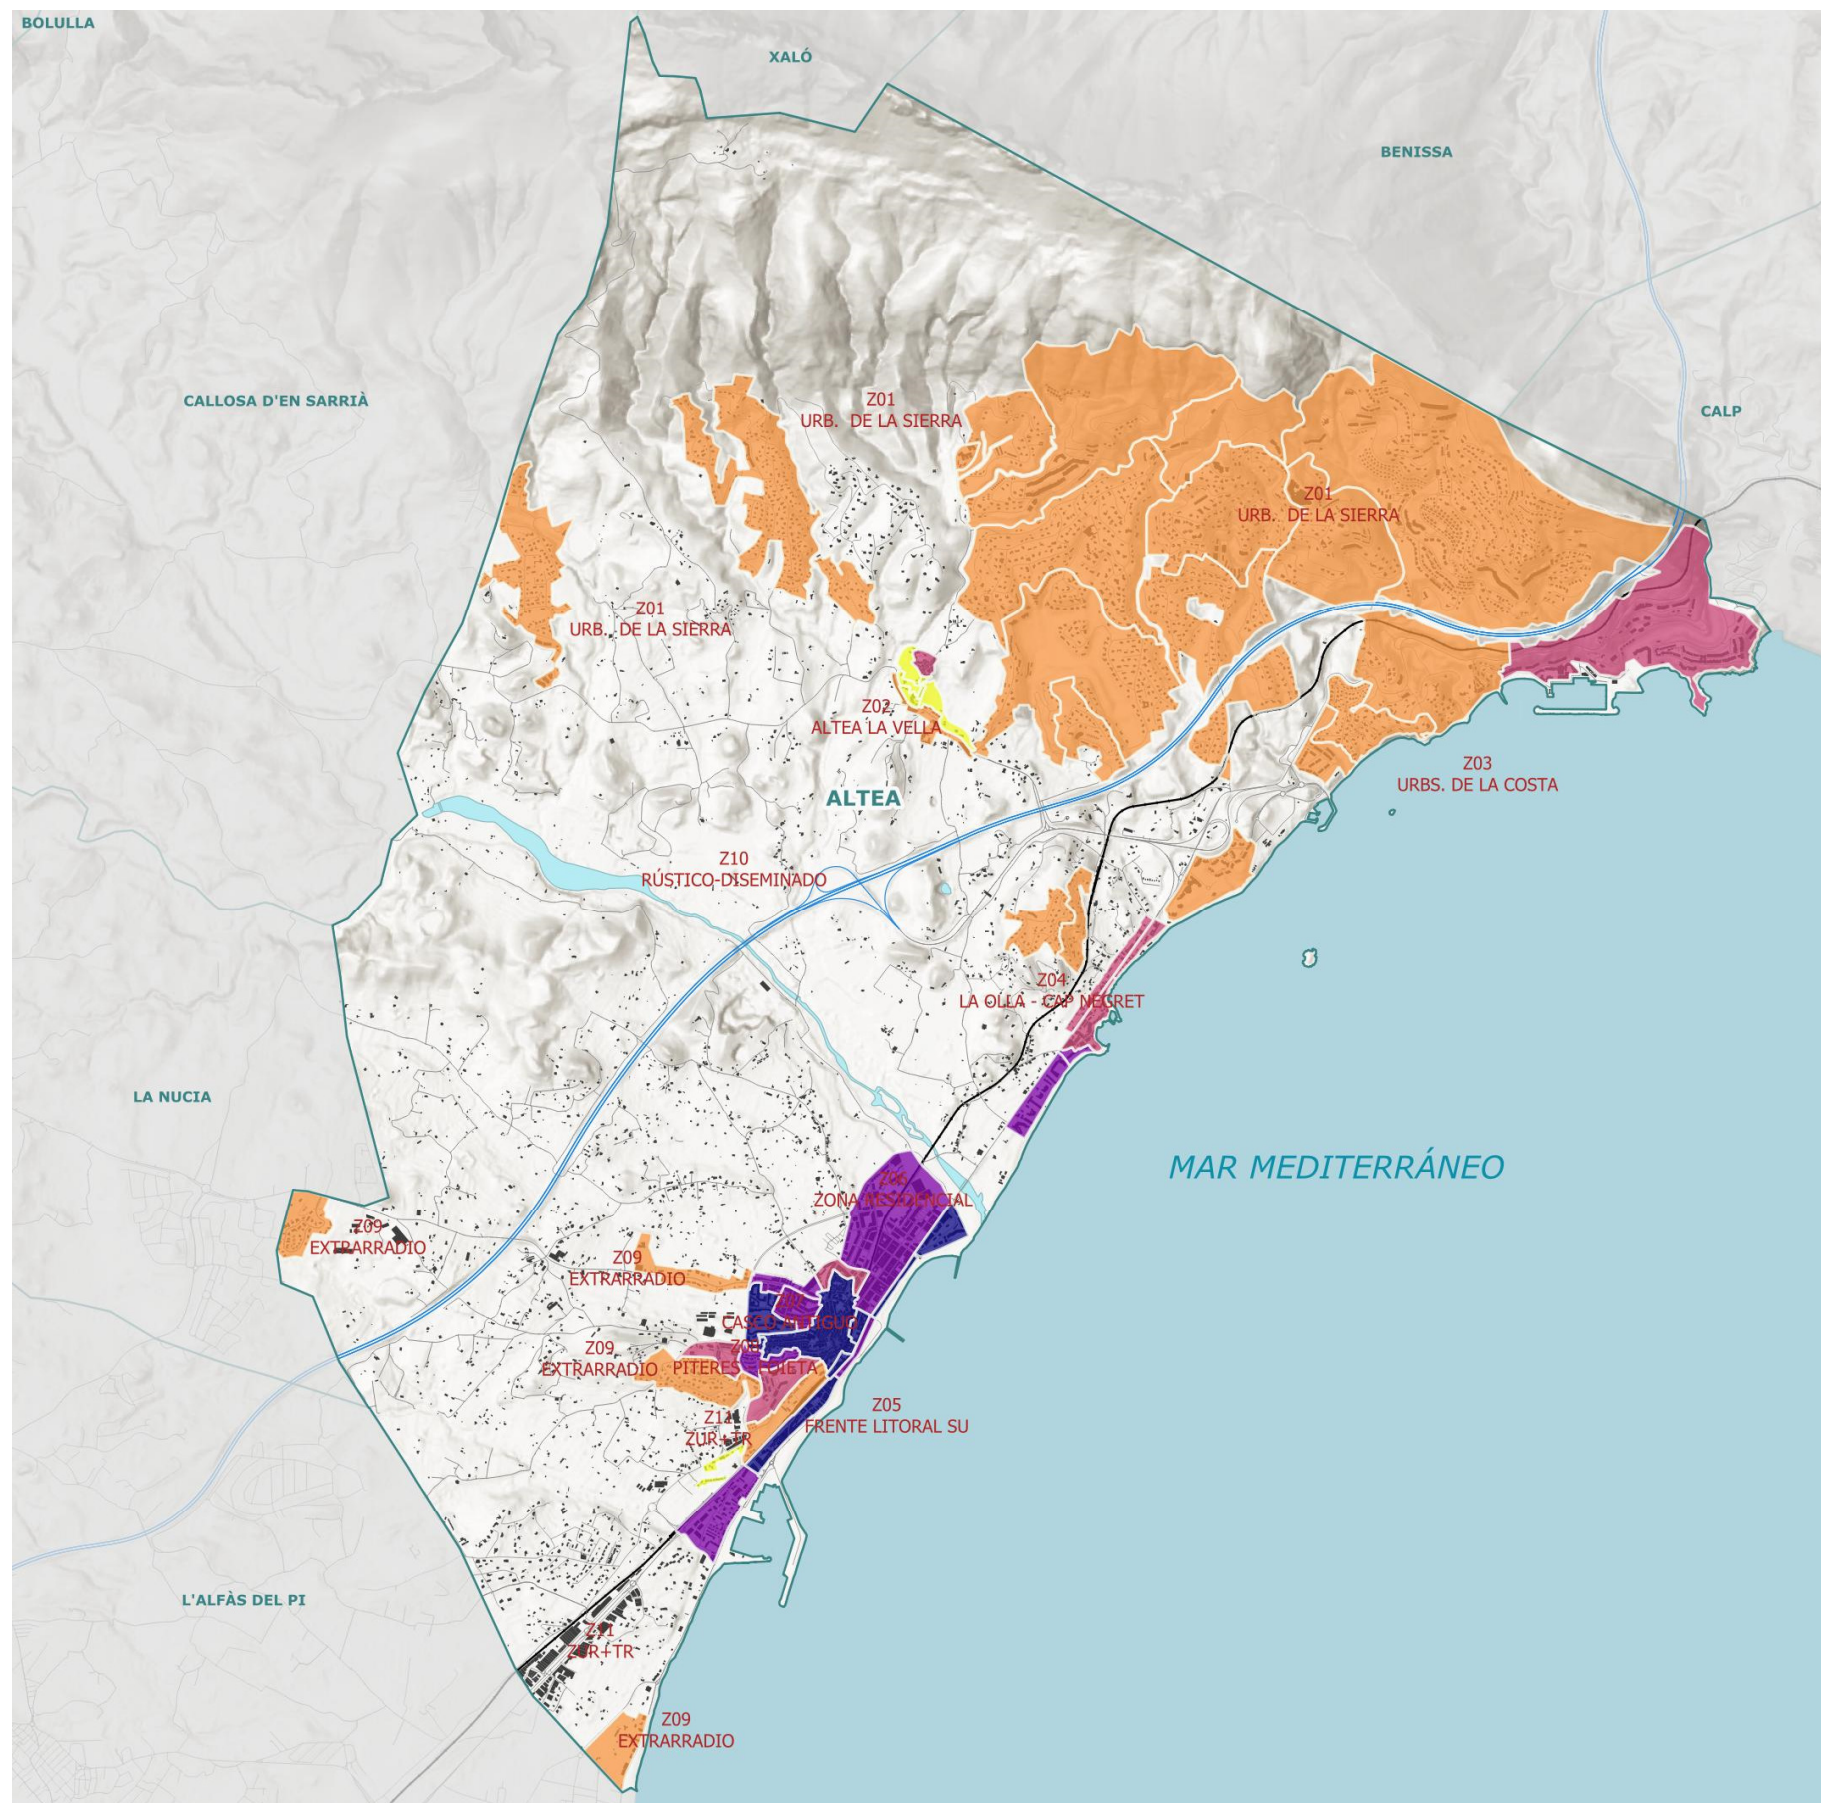 BOLULLA
XALÓ
BENISSA
CALLOSA D'EN SARRIÀ
Z01
URB. DE LA SIERRA
CALP
Z01
URB. DE LA SIERRA
Z01
URB. DE LA SIERRA
Z02
ALTEA LA VELLA
Z03
URBS. DE LA COSTA
ALTEA
Z10
RÚSTICO-DISEMINADO
Z04
LA OLLA - CAP NEGRET
LA NUCIA
MAR MEDITERRÁNEO
Z06
ZONA RESIDENCIAL
Z09
EXTRARRADIO
Z09
EXTRARRADIO
CASCO ANTIGUO
Z09
EXTRARRADIO
Z08
PITERES
Z05
FRENTE LITORAL SU
Z11
ZUR+TR
L'ALFÀS DEL PI
Z11
ZUR+TR
Z09
EXTRARRADIO